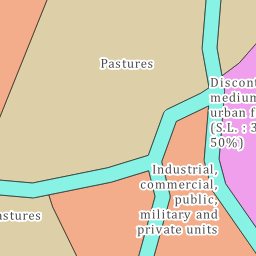 Pastures
Discont
medium
urban f
(S.L. : 3
50%)
Industrial,
commercial,
public,
military and
private units
astures